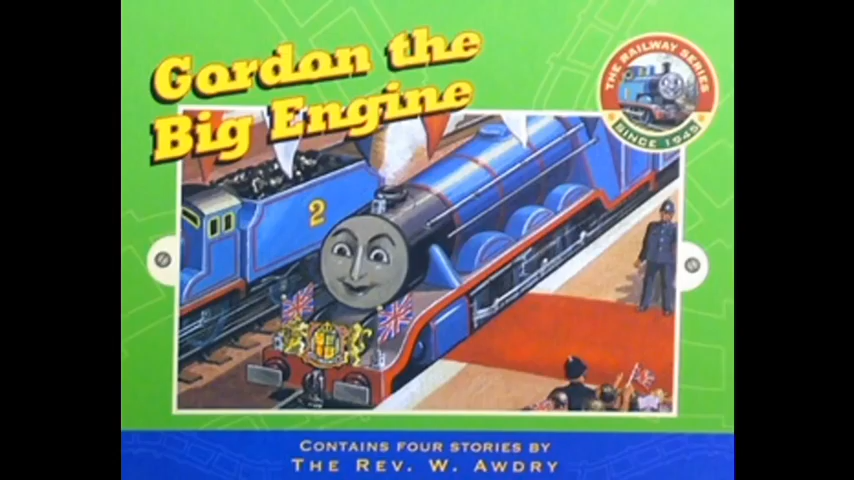 Gordon the
Big Engine
THE RAILWAY SERIES
SINCE 1945
2
CONTAINS FOUR STORIES BY
THE REV. W. AWDRY